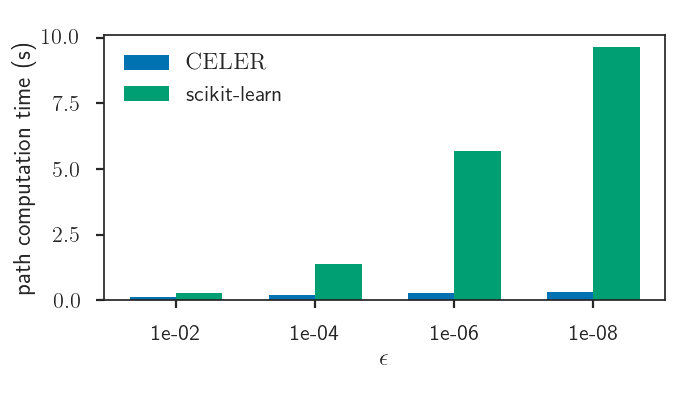 path computation time (s)
10.0
7.5
5.0
2.5
0.0
CELER
scikit-learn
1e-02 1e-04 1e-06 1e-08
ϵ